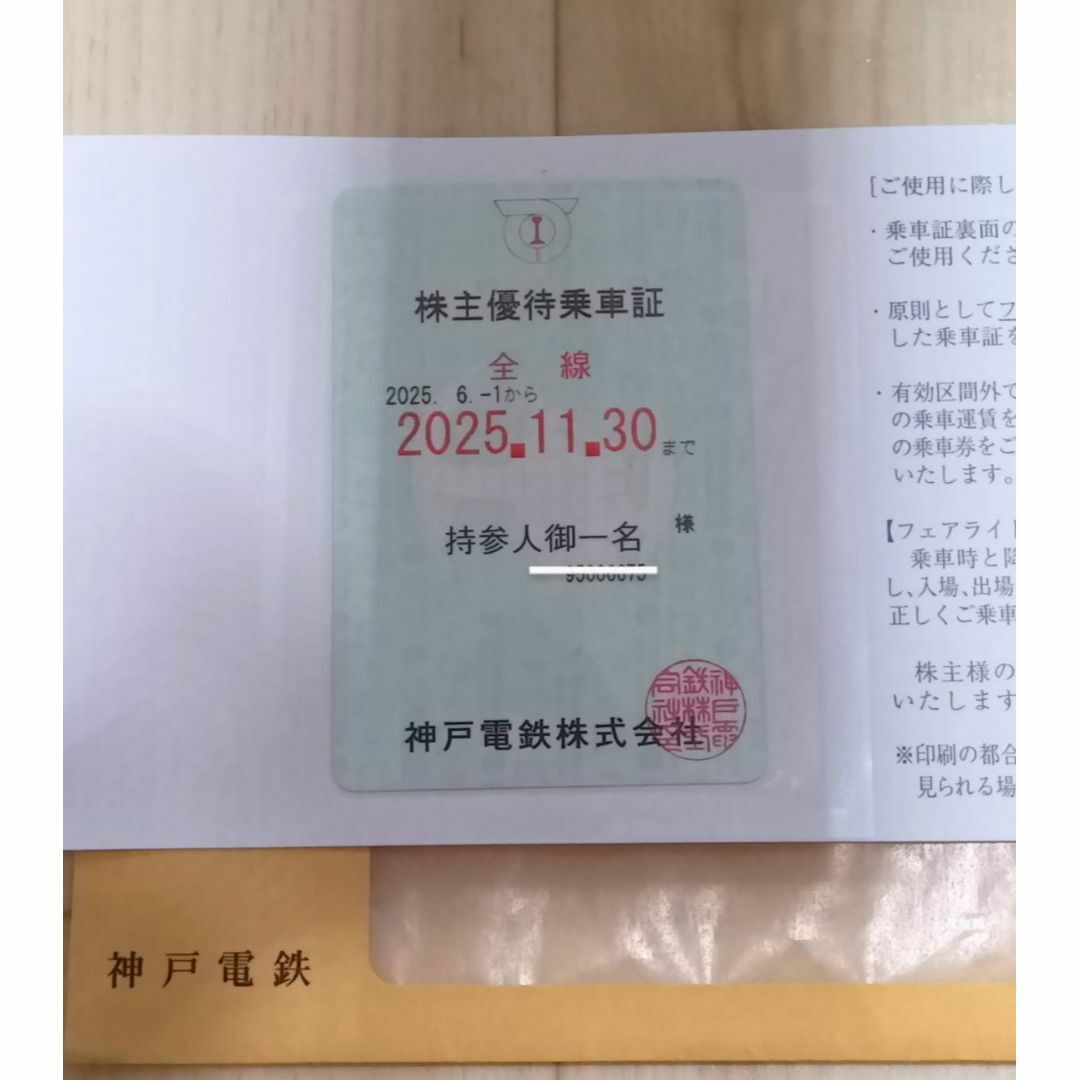 株主優待乗車証
全 線
2025. 6.-1から
2025.11.30まで
持参人御一名 様
神戸電鉄株式会社
[ご使用に際し
・乗車証裏面の
ご使用くださ
・原則としてフ
した乗車証を
・有効区間外で
の乗車運賃を
の乗車券をご
いたします。
【フェアライド
乗車時と降
し、入場、出場
正しくご乗車
株主様の
いたします
※印刷の都合
見られる場
神戸電鉄